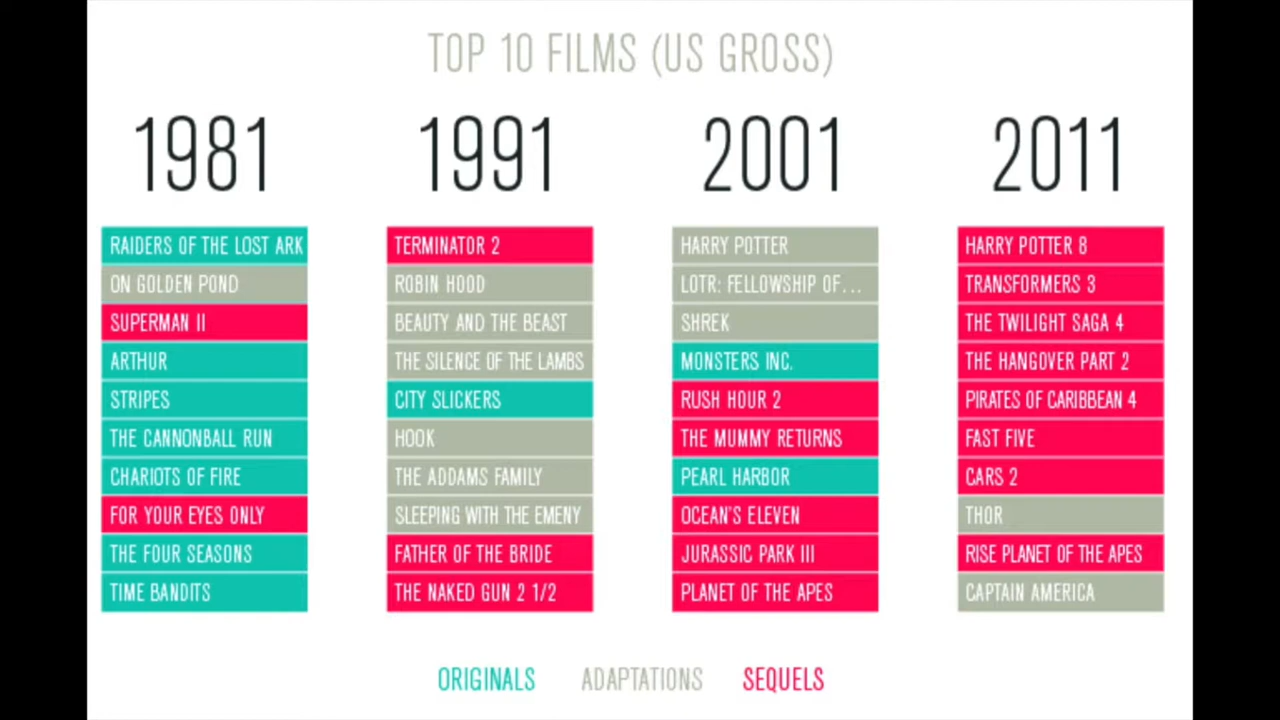 TOP 10 FILMS (US GROSS)
1981
1991
2001
2011
RAIDERS OF THE LOST ARK
ON GOLDEN POND
SUPERMAN II
ARTHUR
STRIPES
THE CANNONBALL RUN
CHARIOTS OF FIRE
FOR YOUR EYES ONLY
THE FOUR SEASONS
TIME BANDITS
TERMINATOR 2
ROBIN HOOD
BEAUTY AND THE BEAST
THE SILENCE OF THE LAMBS
CITY SLICKERS
HOOK
THE ADDAMS FAMILY
SLEEPING WITH THE EMENY
FATHER OF THE BRIDE
THE NAKED GUN 2 1/2
HARRY POTTER
LOTR: FELLOWSHIP OF...
SHREK
MONSTERS INC.
RUSH HOUR 2
THE MUMMY RETURNS
PEARL HARBOR
OCEAN'S ELEVEN
JURASSIC PARK III
PLANET OF THE APES
HARRY POTTER 8
TRANSFORMERS 3
THE TWILIGHT SAGA 4
THE HANGOVER PART 2
PIRATES OF CARIBBEAN 4
FAST FIVE
CARS 2
THOR
RISE PLANET OF THE APES
CAPTAIN AMERICA
ORIGINALS
ADAPTATIONS
SEQUELS